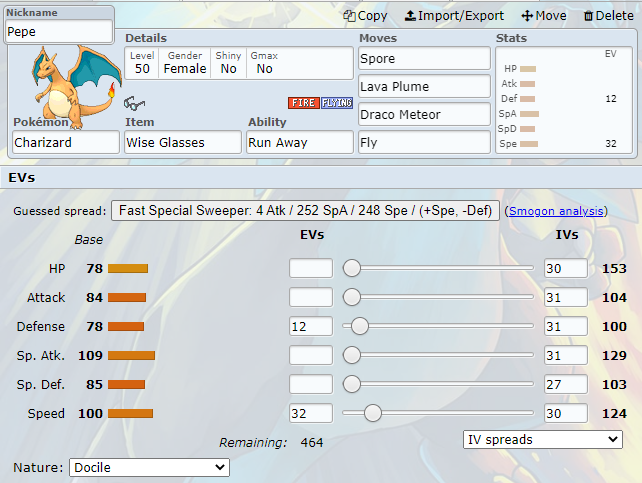 Nickname
Pepe
Copy Import/Export Move Delete
Details
Level Gender Shiny Gmax
50 Female No No
FIRE FLYING
Pokémon Item Ability
Charizard Wise Glasses Run Away
Moves
Spore
Lava Plume
Draco Meteor
Fly
Stats
EV
HP
Atk
Def 12
SpA
SpD
Spe 32
EVs
Guessed spread: Fast Special Sweeper: 4 Atk / 252 SpA / 248 Spe / (+Spe, -Def) (Smogon analysis)
Base EVs IVs
HP 78 30 153
Attack 84 31 104
Defense 78 12 31 100
Sp. Atk. 109 31 129
Sp. Def. 85 27 103
Speed 100 32 30 124
Remaining: 464 IV spreads
Nature: Docile